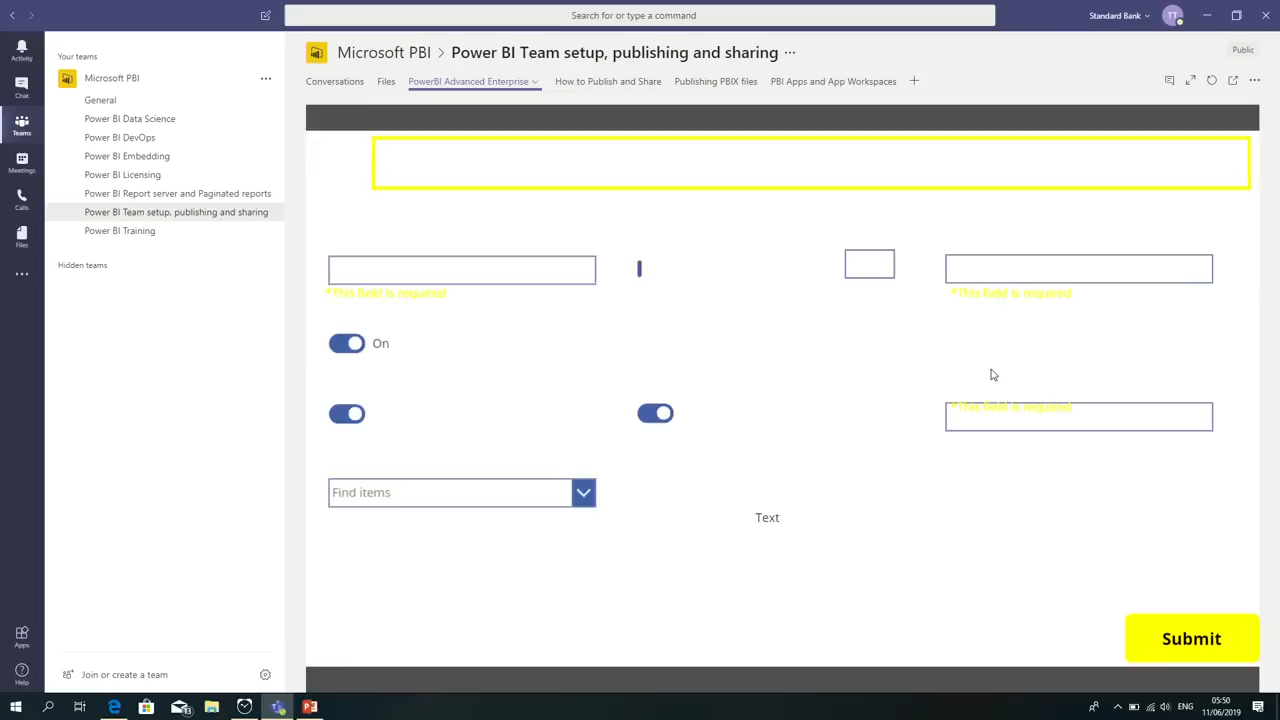 Search for or type a command
Standard Bank
TT
Activity
Chat
Teams
Meetings
Calls
Files
Apps
Help
Your teams
Microsoft PBI
General
Power BI Data Science
Power BI DevOps
Power BI Embedding
Power BI Licensing
Power BI Report server and Paginated reports
Power BI Team setup, publishing and sharing
Power BI Training
Hidden teams
Join or create a team
Microsoft PBI > Power BI Team setup, publishing and sharing ...
Public
Conversations Files PowerBI Advanced Enterprise How to Publish and Share Publishing PBIX files PBI Apps and App Workspaces
*This field is required
*This field is required
On
*This field is required
Find items
Text
Submit
ENG
05:50
11/06/2019